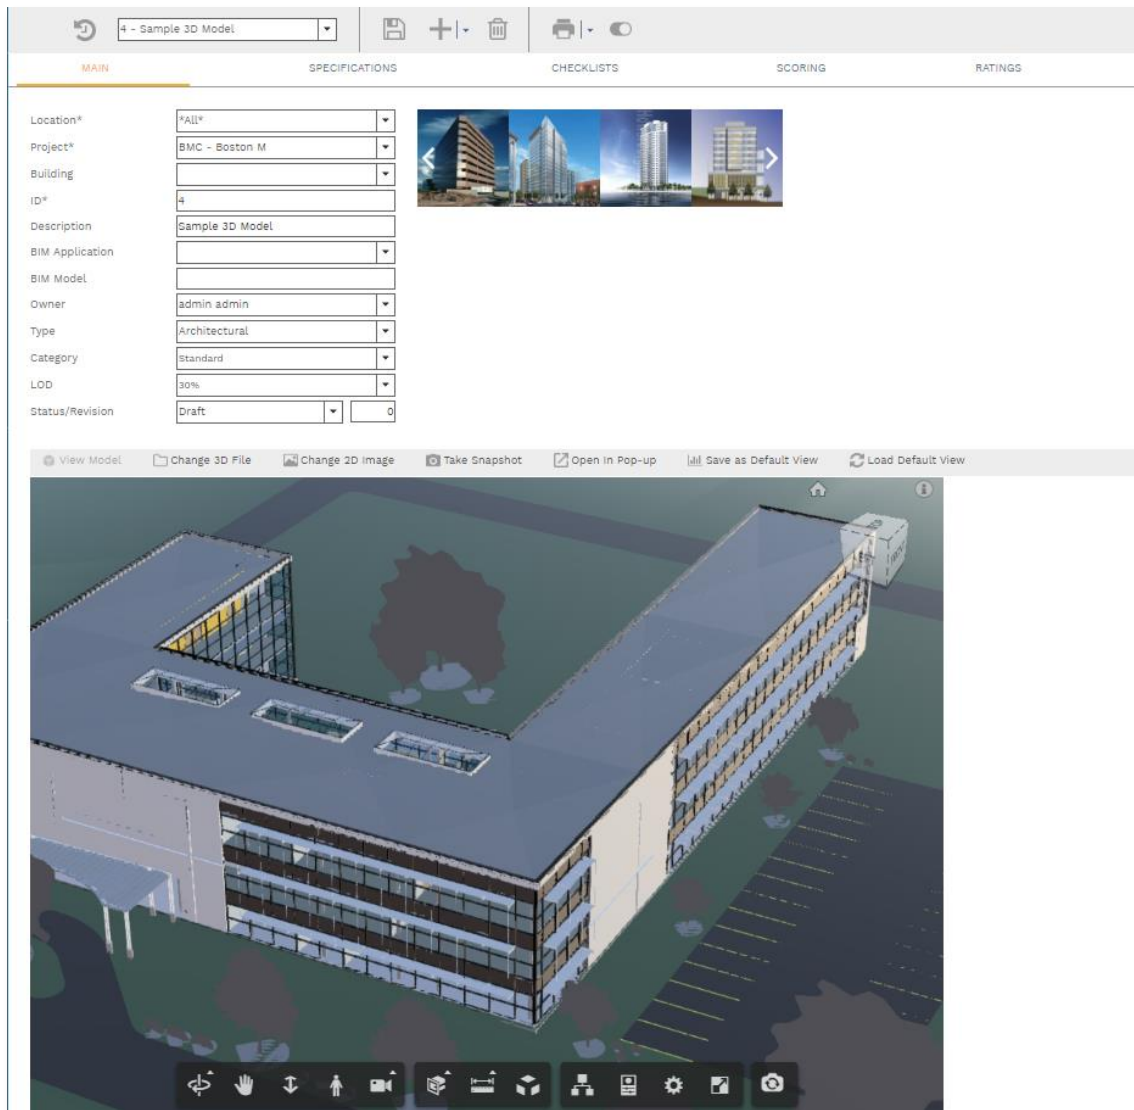 4 - Sample 3D Model
MAIN SPECIFICATIONS CHECKLISTS SCORING RATINGS
Location* *All*
Project* BMC - Boston M
Building
ID* 4
Description Sample 3D Model
BIM Application
BIM Model
Owner admin admin
Type Architectural
Category Standard
LOD 30%
Status/Revision Draft 0
View Model Change 3D File Change 2D Image Take Snapshot Open In Pop-up Save as Default View Load Default View